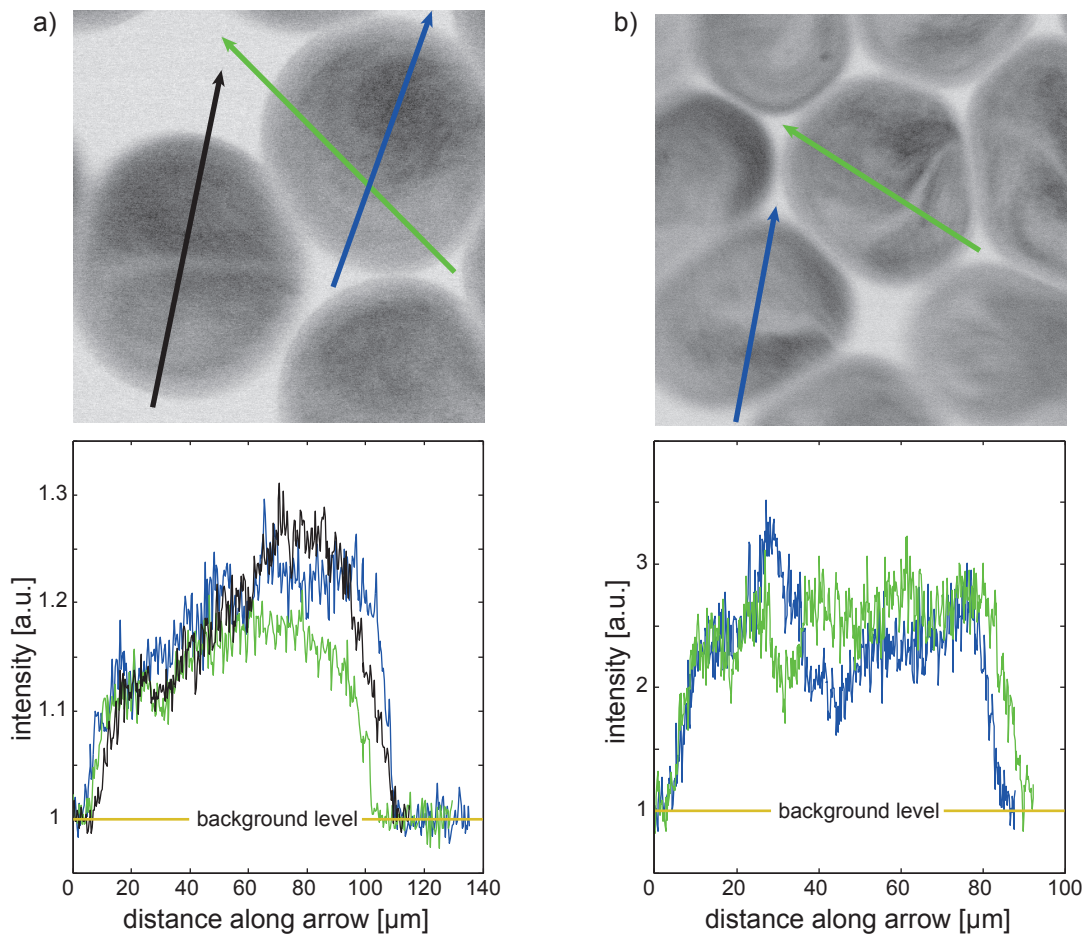 a)
b)
intensity [a.u.]
1.3
1.2
1.1
1
background level
0 20 40 60 80 100 120 140
distance along arrow [µm]
intensity [a.u.]
3
2
1
background level
0 20 40 60 80 100
distance along arrow [µm]